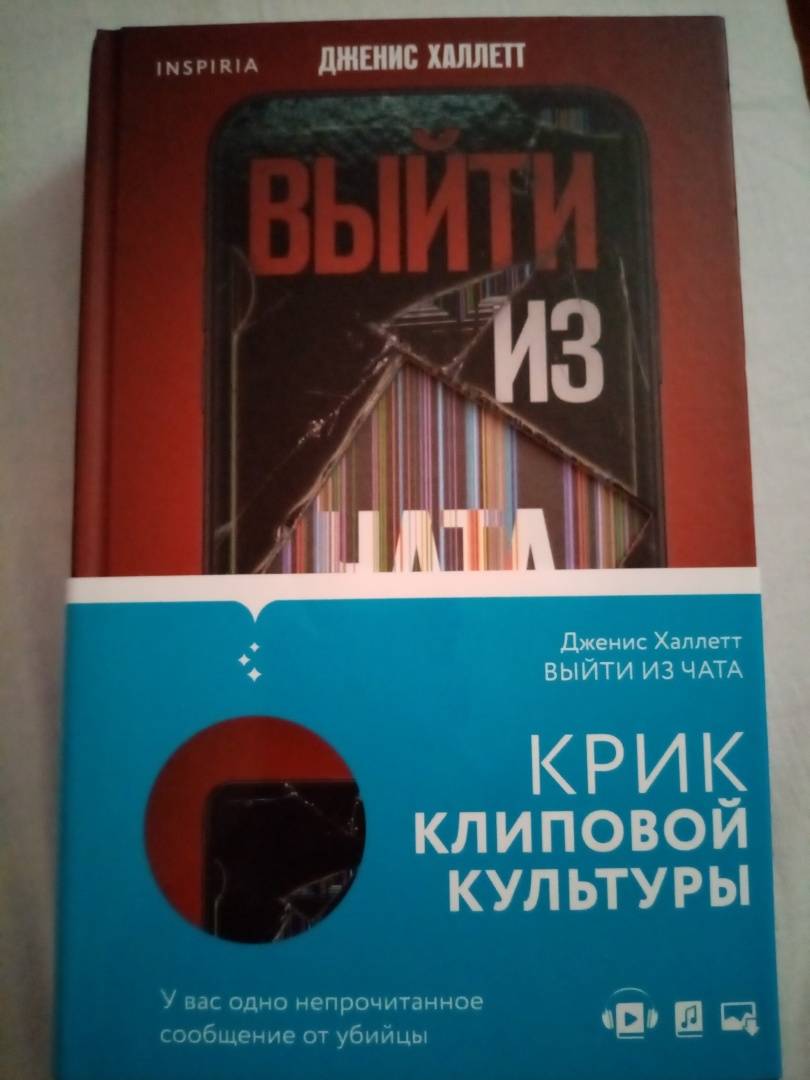 INSPIRIA ДЖЕНИС ХАЛЛЕТТ
ВЫЙТИ
ИЗ
ЧАТА
Дженис Халлетт
ВЫЙТИ ИЗ ЧАТА
КРИК
КЛИПОВОЙ
КУЛЬТУРЫ
У вас одно непрочитанное
сообщение от убийцы